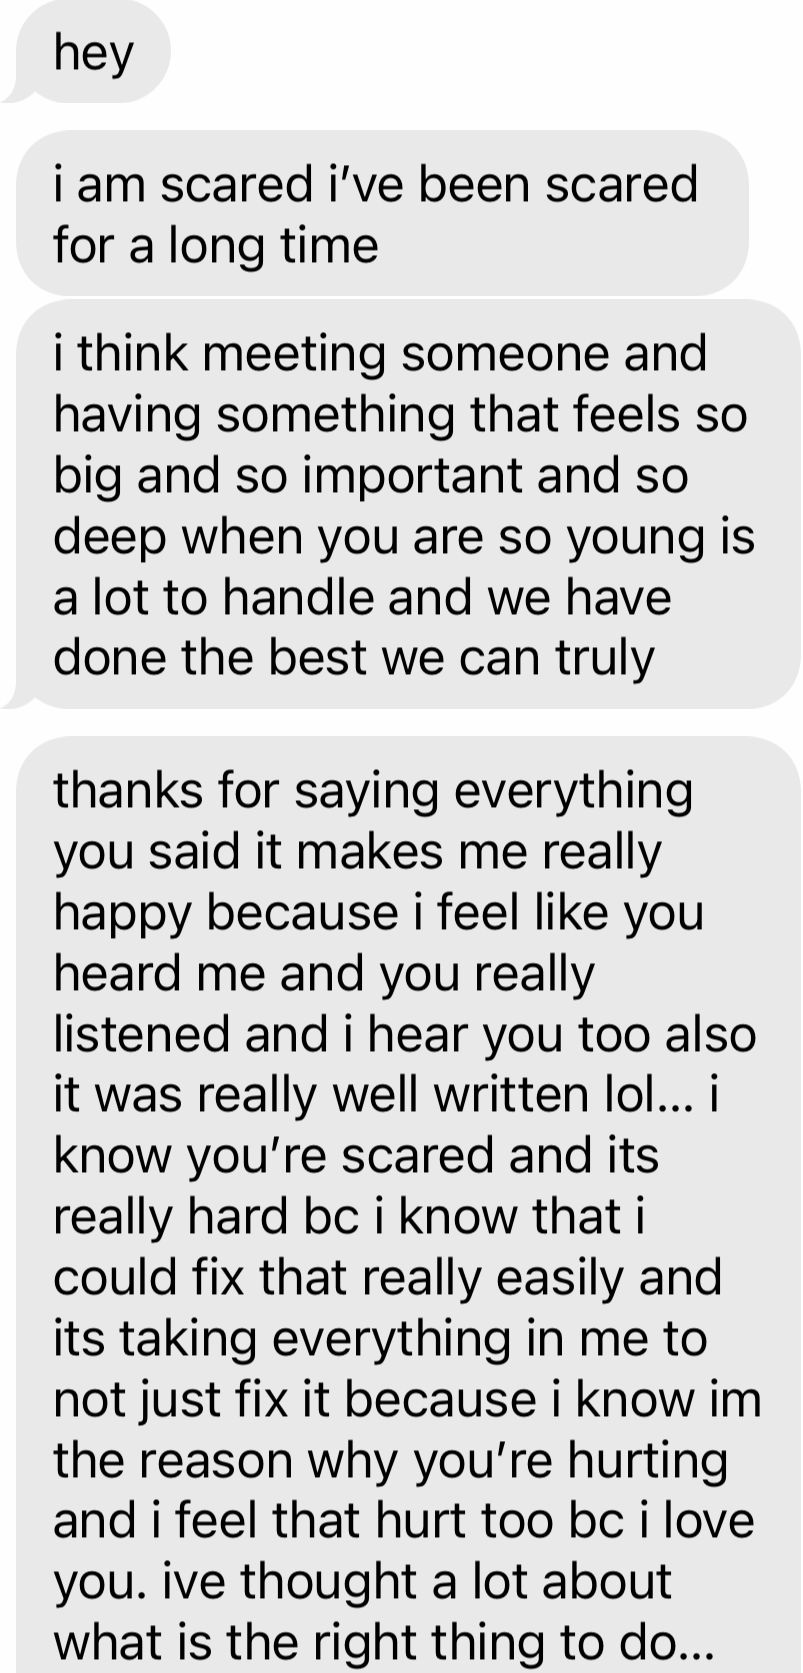 hey
i am scared i've been scared
for a long time
i think meeting someone and
having something that feels so
big and so important and so
deep when you are so young is
a lot to handle and we have
done the best we can truly
thanks for saying everything
you said it makes me really
happy because i feel like you
heard me and you really
listened and i hear you too also
it was really well written lol... i
know you're scared and its
really hard bc i know that i
could fix that really easily and
its taking everything in me to
not just fix it because i know im
the reason why you're hurting
and i feel that hurt too bc i love
you. ive thought a lot about
what is the right thing to do...